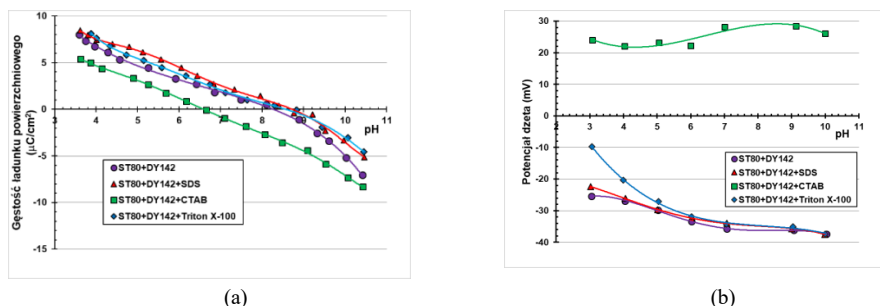 10
5
0
-5
-10
-15
3 4 5 6 7 8 9 10 11
pH
Gęstość ładunku powierzchniowego
(µC/cm²)
ST80+DY142
ST80+DY142+SDS
ST80+DY142+CTAB
ST80+DY142+Triton X-100
(a)
30
20
10
0
-10
-20
-30
-40
2 3 4 5 6 7 8 9 10 11
pH
Potencjał dzeta (mV)
ST80+DY142
ST80+DY142+SDS
ST80+DY142+CTAB
ST80+DY142+Triton X-100
(b)